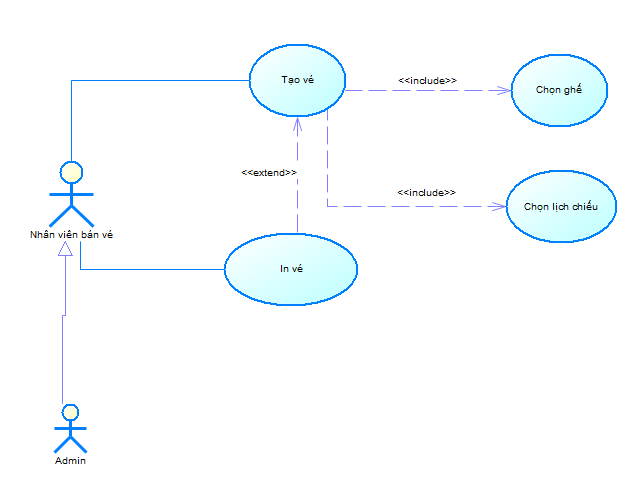 Tạo vé
<<include>>
Chọn ghế
<<extend>>
<<include>>
Chọn lịch chiếu
Nhân viên bán vé
In vé
Admin